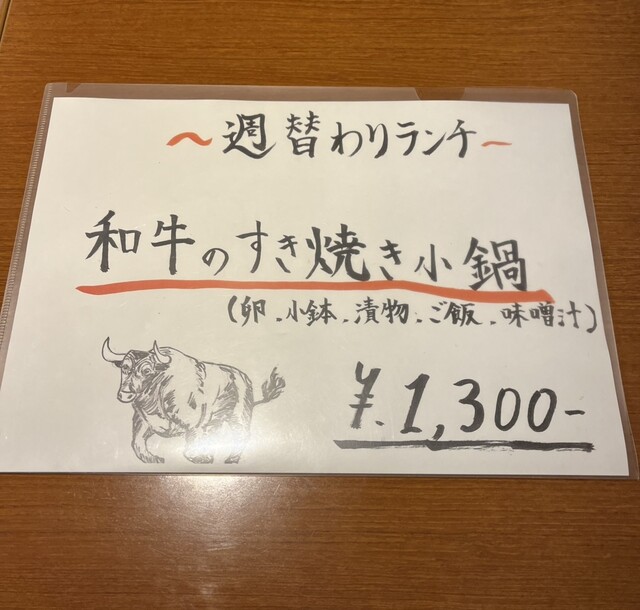 ～週替わりランチ～
和牛のすき焼き小鍋
(卵、小鉢、漬物、ご飯、味噌汁)
¥.1,300-